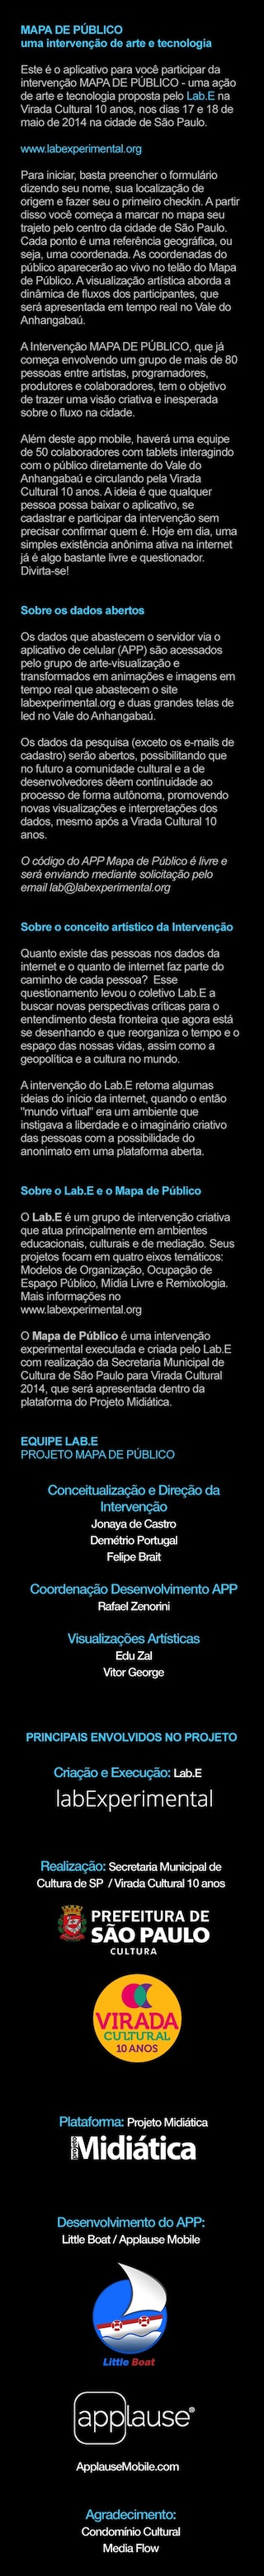 MAPA DE PÚBLICO
uma intervenção de arte e tecnologia
Este é o aplicativo para você participar da
intervenção MAPA DE PÚBLICO - uma ação
de arte e tecnologia proposta pelo Lab.E na
Virada Cultural 10 anos, nos dias 17 e 18 de
maio de 2014 na cidade de São Paulo.
www.labexperimental.org
Para iniciar, basta preencher o formulário
dizendo seu nome, sua localização de
origem e fazer seu o primeiro checkin. A partir
disso você começa a marcar no mapa seu
trajeto pelo centro da cidade de São Paulo.
Cada ponto é uma referência geográfica, ou
seja, uma coordenada. As coordenadas do
público aparecerão ao vivo no telão do Mapa
de Público. A visualização artística aborda a
dinâmica de fluxos dos participantes, que
será apresentada em tempo real no Vale do
Anhangabaú.
A Intervenção MAPA DE PÚBLICO, que já
começa envolvendo um grupo de mais de 80
pessoas entre artistas, programadores,
produtores e colaboradores, tem o objetivo
de trazer uma visão criativa e inesperada
sobre o fluxo na cidade.
Além deste app mobile, haverá uma equipe
de 50 colaboradores com tablets interagindo
com o público diretamente do Vale do
Anhangabaú e circulando pela Virada
Cultural 10 anos. A ideia é que qualquer
pessoa possa baixar o aplicativo, se
cadastrar e participar da intervenção sem
precisar confirmar quem é. Hoje em dia, uma
simples existência anônima ativa na internet
já é algo bastante livre e questionador.
Divirta-se!
Sobre os dados abertos
Os dados que abastecem o servidor via o
aplicativo de celular (APP) são acessados
pelo grupo de arte-visualização e
transformados em animações e imagens em
tempo real que abastecem o site
labexperimental.org e duas grandes telas de
led no Vale do Anhangabaú.
Os dados da pesquisa (exceto os e-mails de
cadastro) serão abertos, possibilitando que
no futuro a comunidade cultural e a de
desenvolvedores dêem continuidade ao
processo de forma autônoma, promovendo
novas visualizações e interpretações dos
dados, mesmo após a Virada Cultural 10
anos.
O código do APP Mapa de Público é livre e
será enviando mediante solicitação pelo
email lab@labexperimental.org
Sobre o conceito artístico da Intervenção
Quanto existe das pessoas nos dados da
internet e o quanto de internet faz parte do
caminho de cada pessoa? Esse
questionamento levou o coletivo Lab.E a
buscar novas perspectivas críticas para o
entendimento desta fronteira que agora está
se desenhando e que reorganiza o tempo e o
espaço das nossas vidas, assim como a
geopolítica e a cultura no mundo.
A intervenção do Lab.E retoma algumas
ideias do início da internet, quando o então
"mundo virtual" era um ambiente que
instigava a liberdade e o imaginário criativo
das pessoas com a possibilidade do
anonimato em uma plataforma aberta.
Sobre o Lab.E e o Mapa de Público
O Lab.E é um grupo de intervenção criativa
que atua principalmente em ambientes
educacionais, culturais e de mediação. Seus
projetos focam em quatro eixos temáticos:
Modelos de Organização, Ocupação de
Espaço Público, Mídia Livre e Remixologia.
Mais informações no
www.labexperimental.org
O Mapa de Público é uma intervenção
experimental executada e criada pelo Lab.E
com realização da Secretaria Municipal de
Cultura de São Paulo para Virada Cultural
2014, que será apresentada dentro da
plataforma do Projeto Midiática.
EQUIPE LAB.E
PROJETO MAPA DE PÚBLICO
Conceitualização e Direção da
Intervenção
Jonaya de Castro
Demétrio Portugal
Felipe Brait
Coordenação Desenvolvimento APP
Rafael Zenorini
Visualizações Artísticas
Edu Zal
Vitor George
PRINCIPAIS ENVOLVIDOS NO PROJETO
Criação e Execução: Lab.E
labExperimental
Realização: Secretaria Municipal de
Cultura de SP / Virada Cultural 10 anos
PREFEITURA DE
SÃO PAULO
CULTURA
VIRADA
CULTURAL
10 ANOS
Plataforma: Projeto Midiática
projeto Midiática
Desenvolvimento do APP:
Little Boat / Applause Mobile
Little Boat
applause®
ApplauseMobile.com
Agradecimento:
Condomínio Cultural
Media Flow